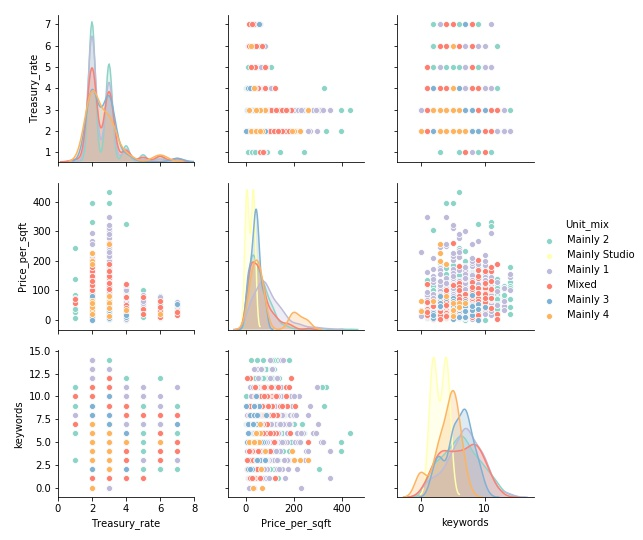 7
6
5
4
3
2
1
Treasury_rate
400
300
200
100
0
Price_per_sqft
Unit_mix
Mainly 2
Mainly Studio
Mainly 1
Mixed
Mainly 3
Mainly 4
15.0
12.5
10.0
7.5
5.0
2.5
0.0
keywords
0 2 4 6 8
0 200 400
0 10
Treasury_rate
Price_per_sqft
keywords